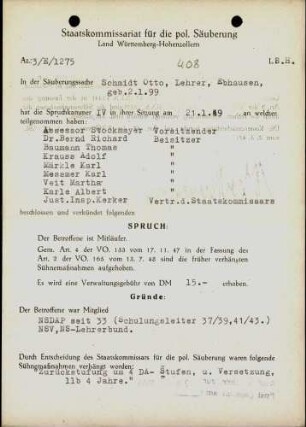 Staatskommissariat für die pol. Säuberung
Land Württemberg-Hohenzollern
Az: 3/E/1275 408 I.B.H.
In der Säuberungssache Schmidt Otto, Lehrer, Ebhausen,
geb. 2.1.99
hat die Spruchkammer IV in ihrer Sitzung am 21.1.49 an welcher
teilgenommen haben:
Assessor Stockmayer Vorsitzender
Dr. Bernd Richard Beisitzer
Baumann Thomas "
Krauss Adolf "
Märkle Karl "
Messmer Karl "
Veit Martha "
Karle Albert "
Just.Insp.Kerker Vertr.d.Staatskommissars
beschlossen und verkündet folgenden
SPRUCH:
Der Betroffene ist Mitläufer.
Gem. Art. 4 der VO. 133 vom 17. 11. 47 in der Fassung des
Art. 2 der VO. 166 vom 13. 7. 48 sind die früher verhängten
Sühnemaßnahmen aufgehoben.
Es wird eine Verwaltungsgebühr von DM 15.- erhoben.
Gründe:
Der Betroffene war Mitglied
NSDAP seit 33 (Schulungsleiter 37/39,41/43.)
NSV,NS-Lehrerbund.
Durch Entscheidung des Staatskommissars für die pol. Säuberung waren folgende
Sühnemaßnahmen verhängt worden:
"Zurückstufung um 4 DA- Stufen, u. Versetzung,
11b 4 Jahre."